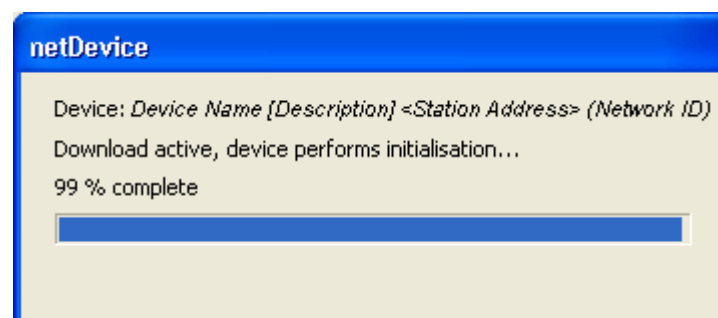 netDevice
Device: Device Name [Description] <Station Address> (Network ID)
Download active, device performs initialisation...
99 % complete